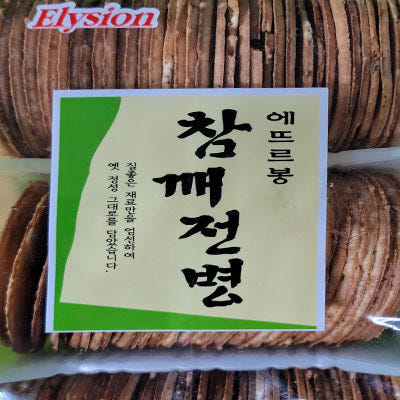 Elysion
에뜨르봉
참깨전병
질좋은 재료만을 엄선하여
옛 정성 그대로를 담았습니다.